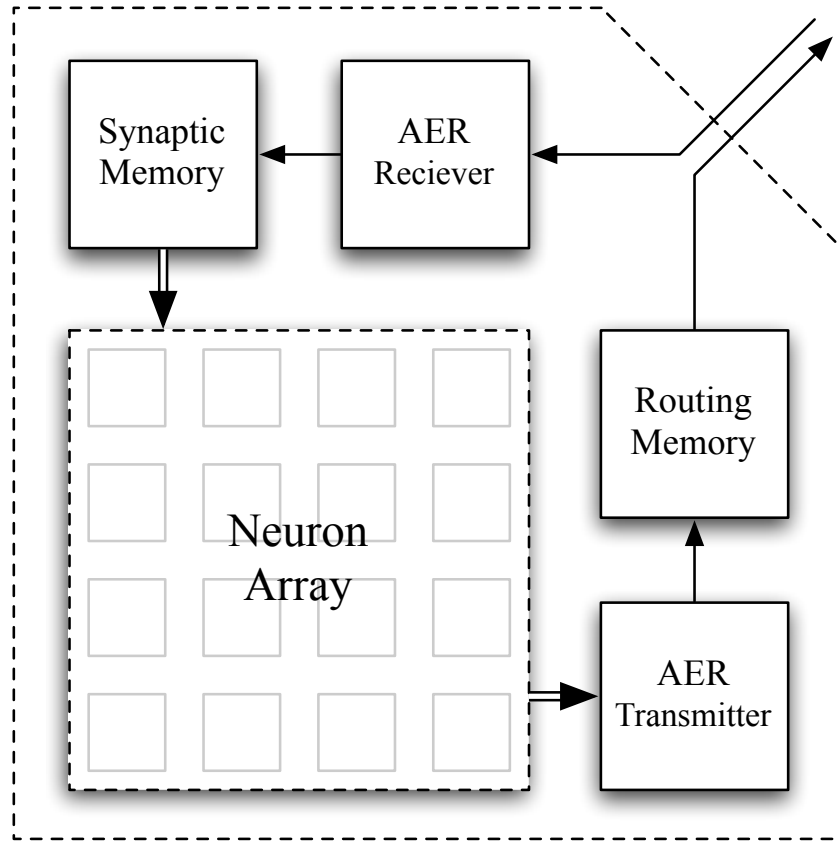 Synaptic
Memory
AER
Reciever
Neuron
Array
Routing
Memory
AER
Transmitter